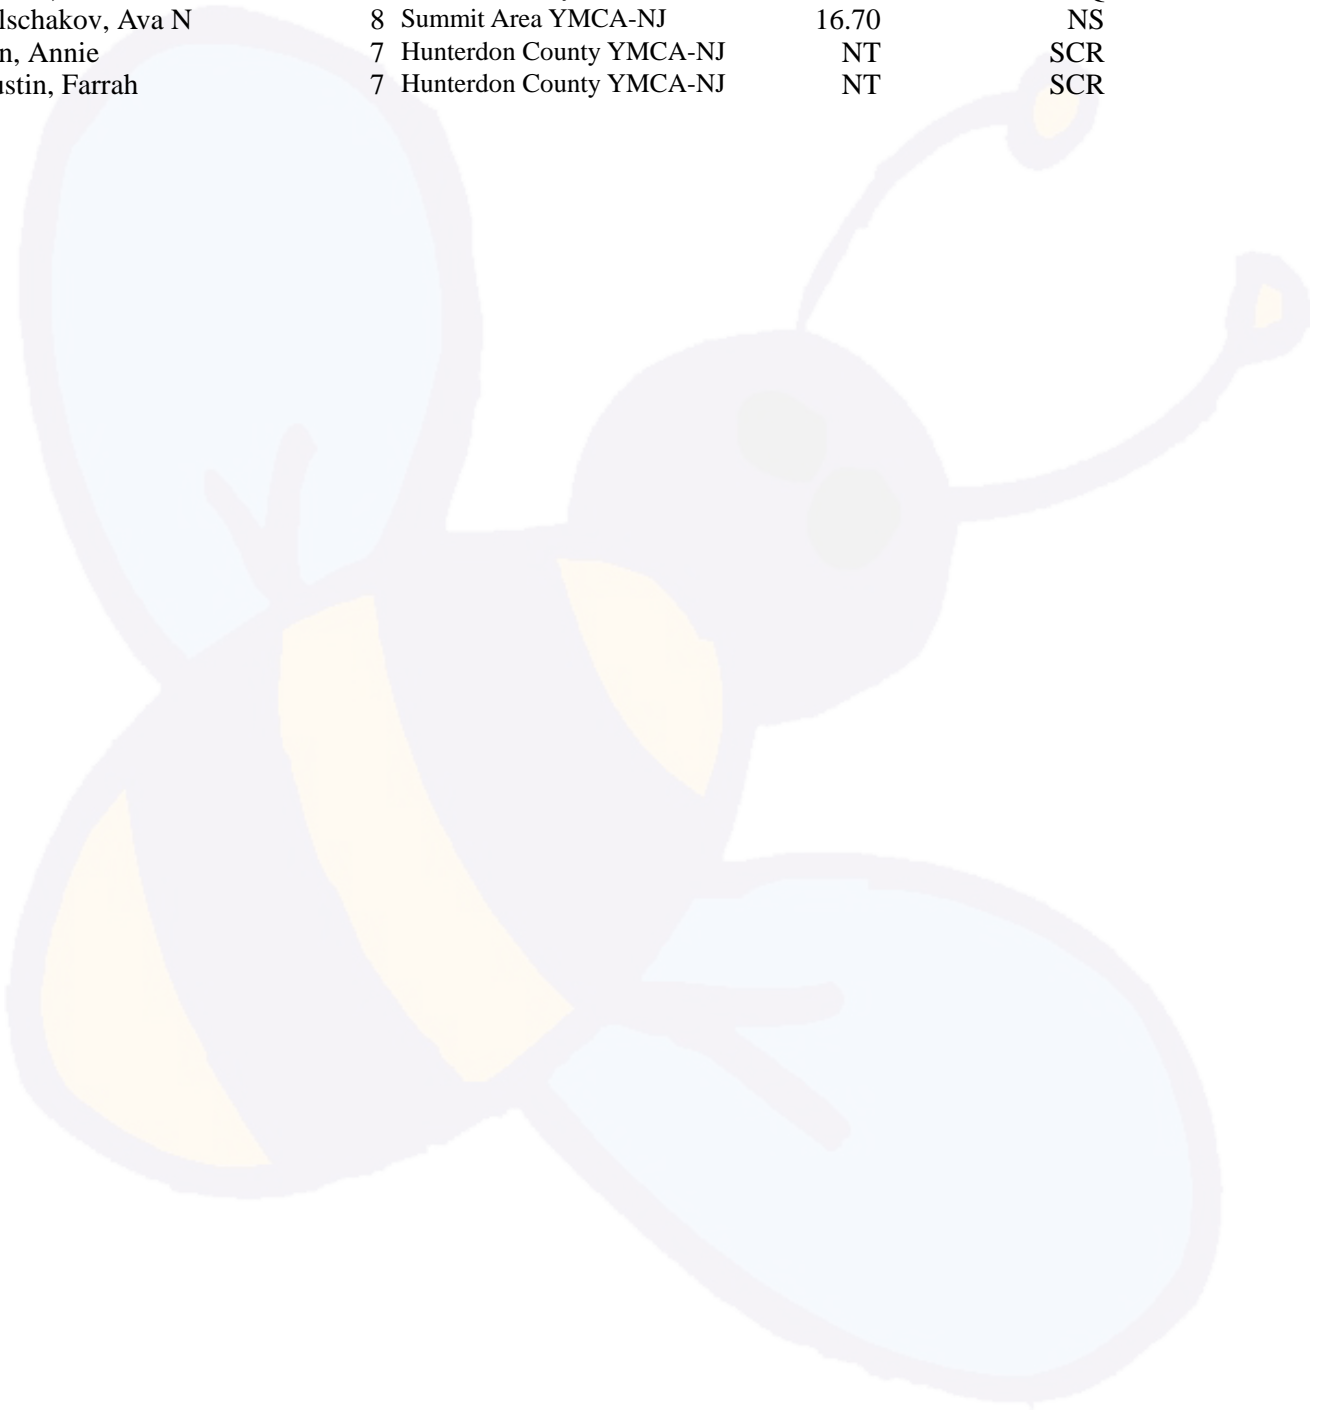 lschakov, Ava N 8 Summit Area YMCA-NJ 16.70 NS
n, Annie 7 Hunterdon County YMCA-NJ NT SCR
ustin, Farrah 7 Hunterdon County YMCA-NJ NT SCR